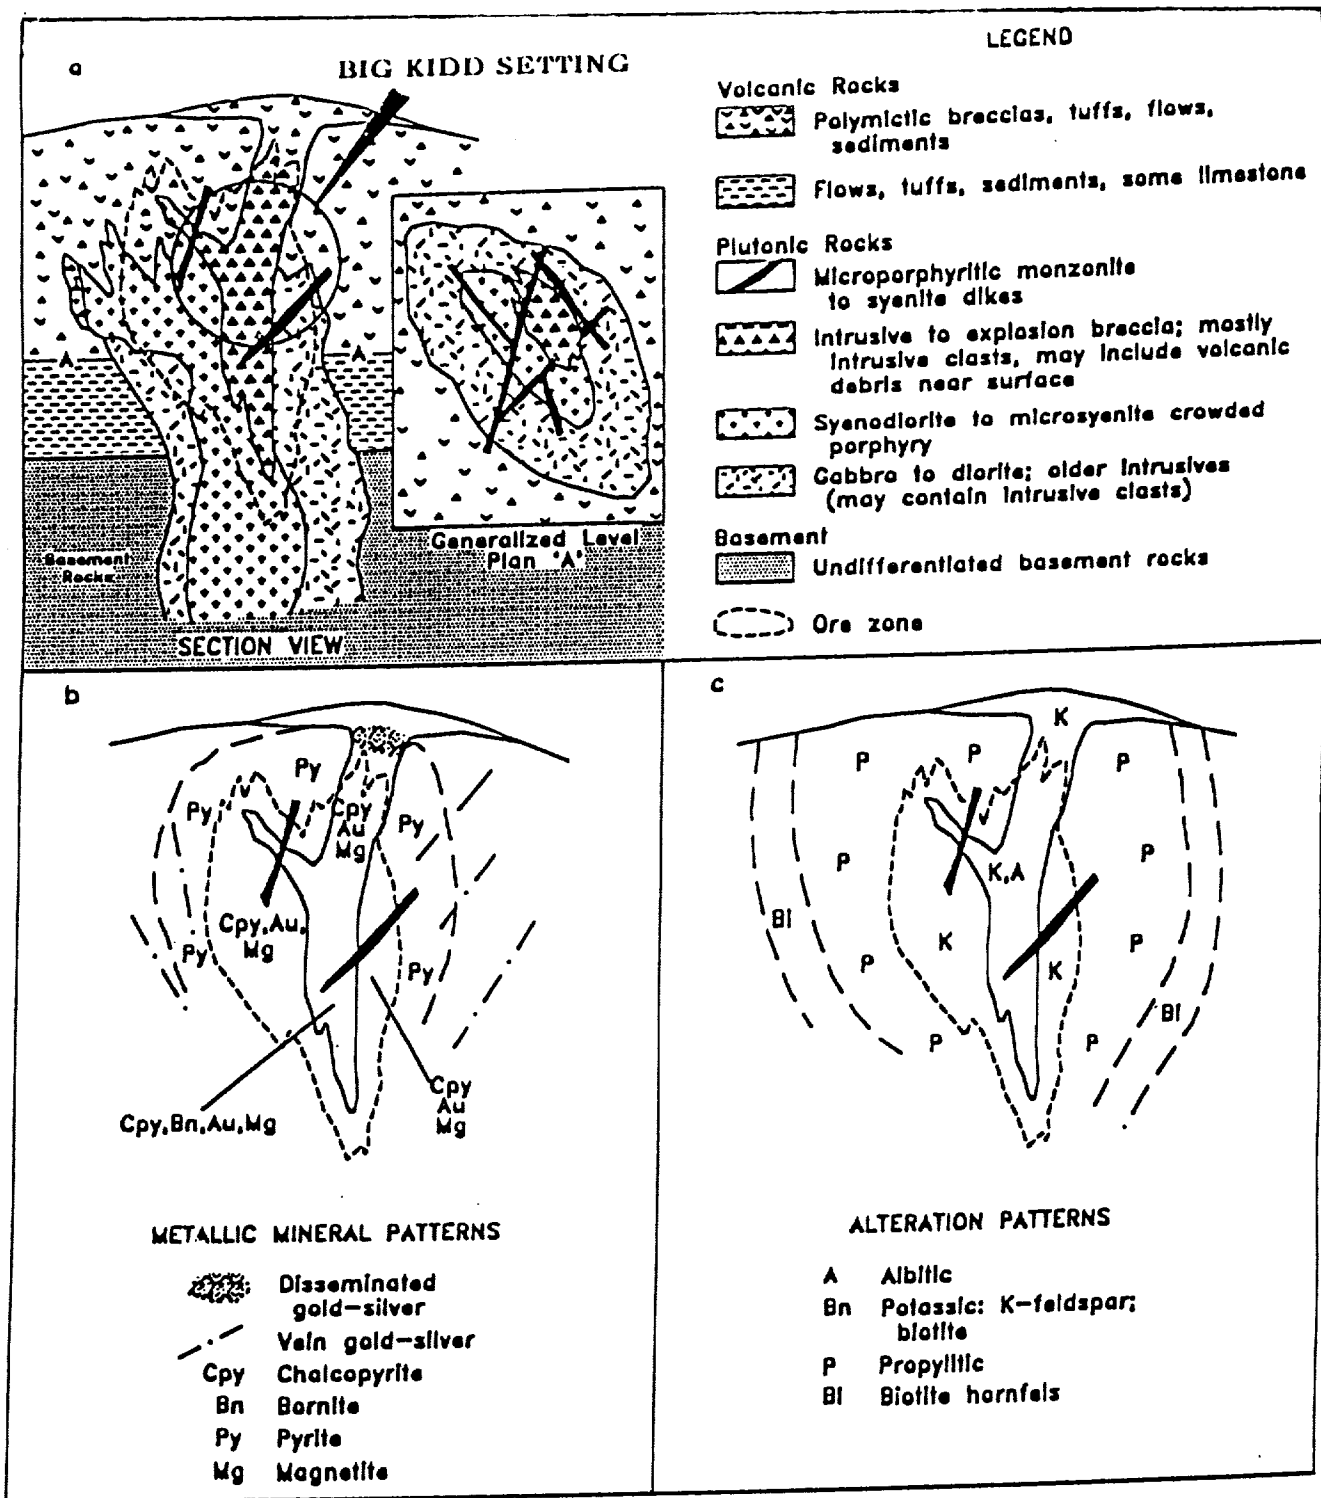 a
BIG KIDD SETTING
A
A
Basement
Rocks
SECTION VIEW
Generalized Level
Plan 'A'
LEGEND
Volcanic Rocks
Polymictic breccias, tuffs, flows,
sediments
Flows, tuffs, sediments, some limestone
Plutonic Rocks
Microporphyritic monzonite
to syenite dikes
Intrusive to explosion breccia; mostly
intrusive clasts, may include volcanic
debris near surface
Syenodiorite to microsyenite crowded
porphyry
Gabbro to diorite; older intrusives
(may contain intrusive clasts)
Basement
Undifferentiated basement rocks
Ore zone
b
Py
Py
Cpy
Au
Mg
Py
Cpy,Au,
Mg
Py
Py
Cpy,Bn,Au,Mg
Cpy
Au
Mg
METALLIC MINERAL PATTERNS
Disseminated
gold-silver
Vein gold-silver
Cpy Chalcopyrite
Bn Bornite
Py Pyrite
Mg Magnetite
c
K
P
P
P
P
K,A
P
BI
K
K
P
P
BI
P
P
ALTERATION PATTERNS
A Albitic
Bn Potassic: K-feldspar;
biotite
P Propylitic
BI Biotite hornfels